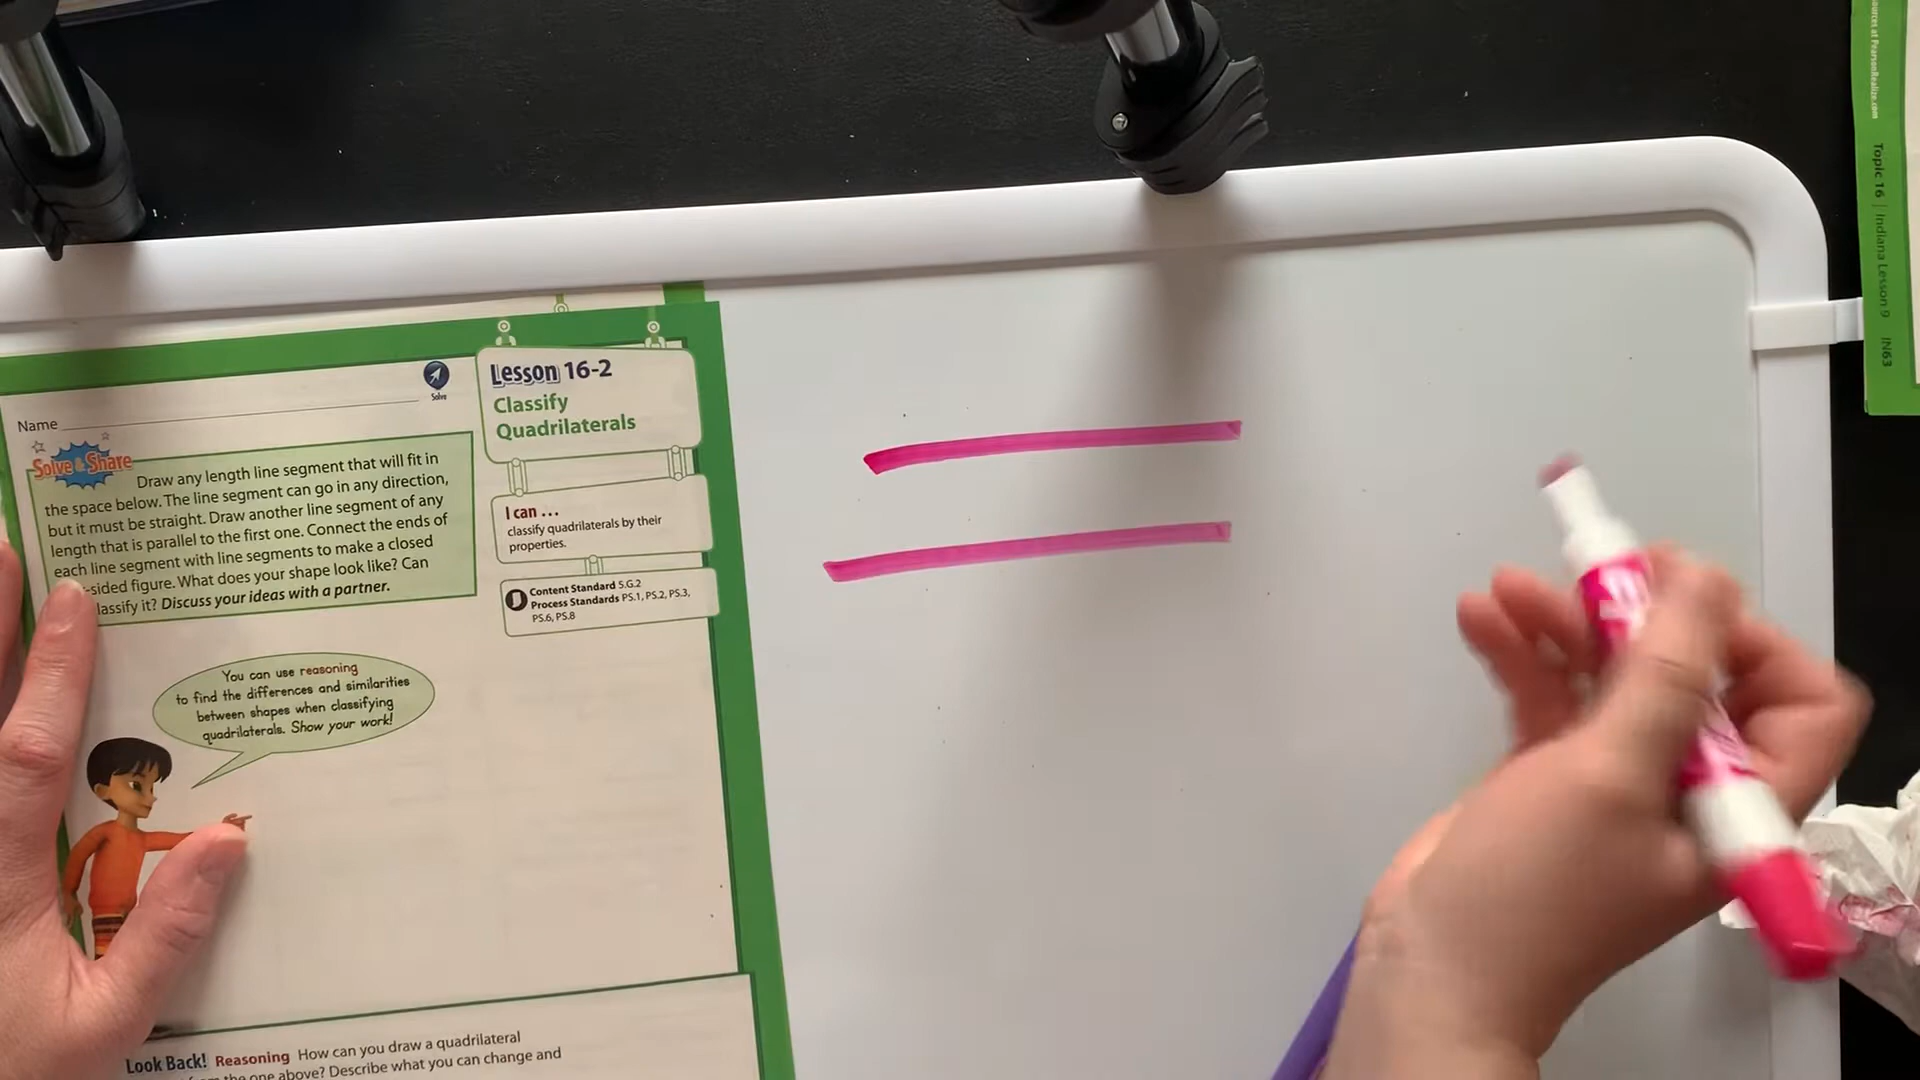 Name
Solve
Lesson 16-2
Classify
Quadrilaterals
Solve & Share
Draw any length line segment that will fit in
the space below. The line segment can go in any direction,
but it must be straight. Draw another line segment of any
length that is parallel to the first one. Connect the ends of
each line segment with line segments to make a closed
-sided figure. What does your shape look like? Can
lassify it? Discuss your ideas with a partner.
I can ...
classify quadrilaterals by their
properties.
Content Standard 5.G.2
Process Standards PS.1, PS.2, PS.3,
PS.6, PS.8
You can use reasoning
to find the differences and similarities
between shapes when classifying
quadrilaterals. Show your work!
Look Back! Reasoning How can you draw a quadrilateral
from the one above? Describe what you can change and
ources at PearsonRealize.com
Topic 16 | Indiana Lesson 9 IN63